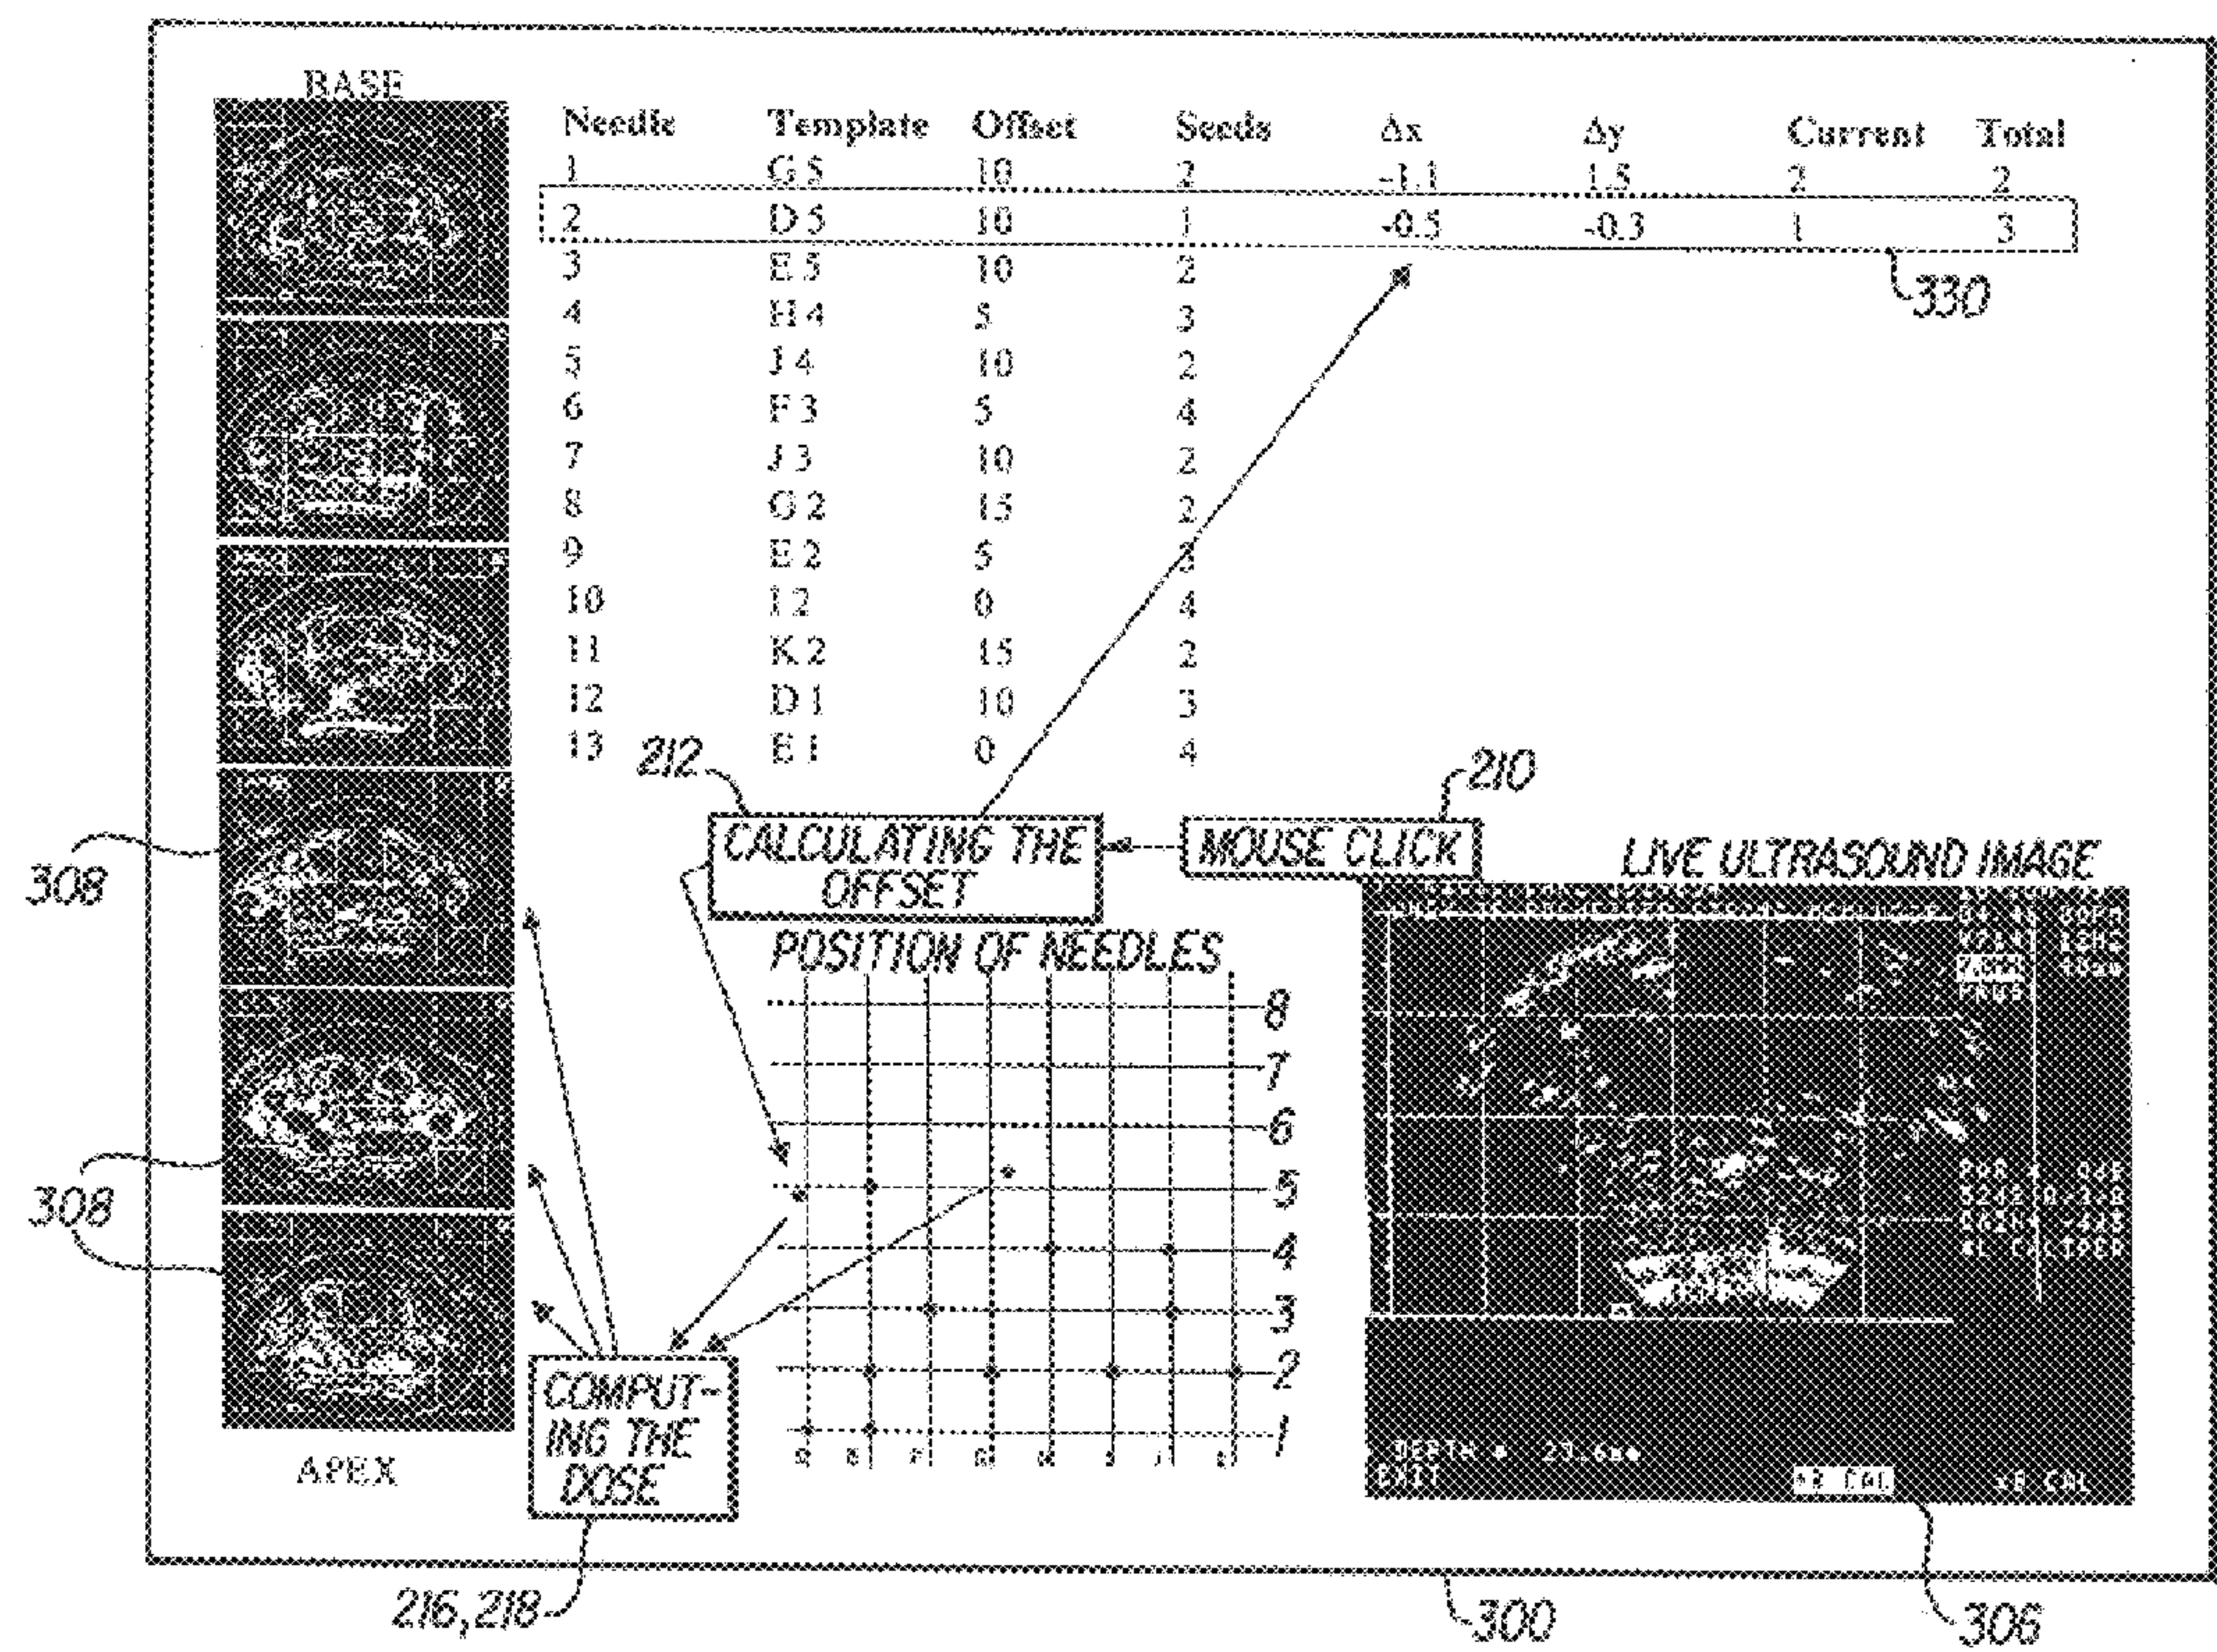 BASE
Needle Template Offset Seeds Δx Δy Current Total
1 G 5 10 2 -1.1 1.5 2 2
2 D 5 10 1 -0.5 -0.3 1 3
3 E 5 10 2
330
4 H 4 5 3
5 J 4 10 2
6 F 3 5 4
7 J 3 10 2
8 G 2 15 2
9 E 2 5 3
10 I 2 0 4
11 K 2 15 2
12 D 1 10 3
13 E 1 0 4
212
210
CALCULATING THE
OFFSET
MOUSE CLICK
LIVE ULTRASOUND IMAGE
308
POSITION OF NEEDLES
8
7
6
5
4
3
2
1
308
COMPUT-
ING THE
DOSE
APEX
DEPTH = 23.6mm
EXIT
216,218
300
306